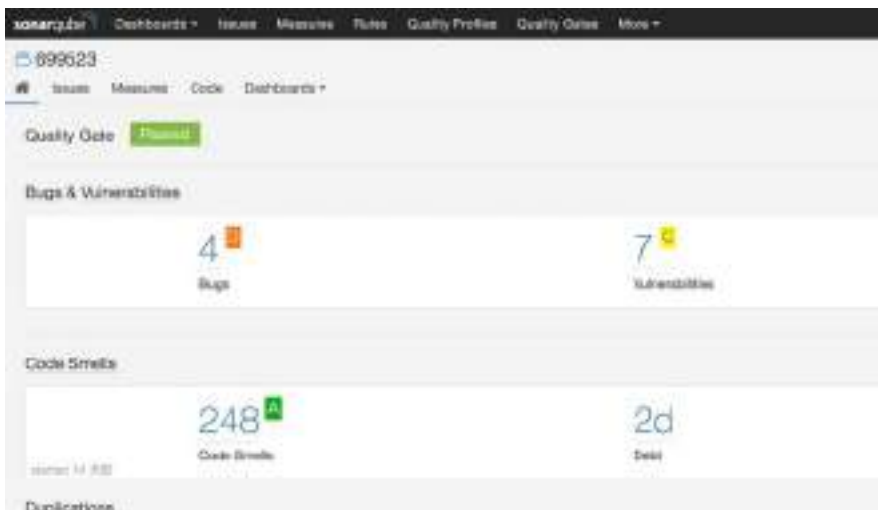 sonarqube Dashboards Issues Measures Rules Quality Profiles Quality Gates More
899523
Issues Measures Code Dashboards
Quality Gate Passed
Bugs & Vulnerabilities
4 7 C
Bugs Vulnerabilities
Code Smells
248 A 2d
Code Smells Debt
Duplications